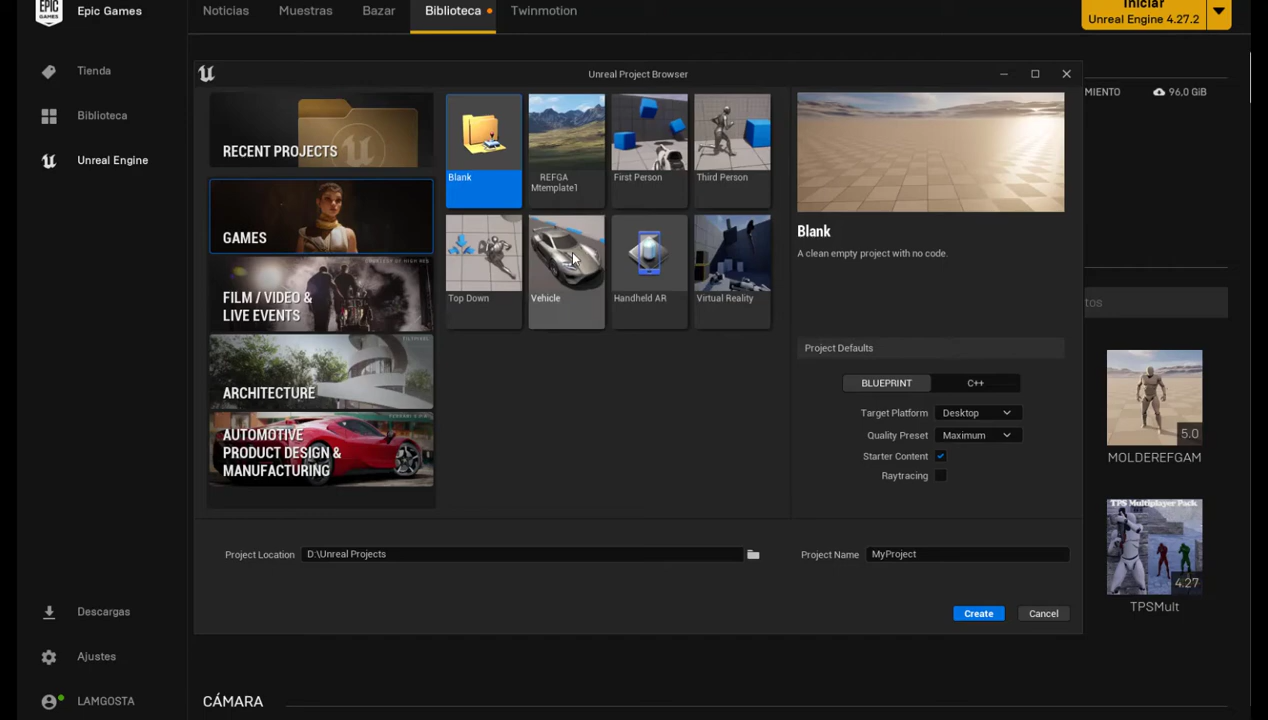 EPIC
GAMES
Epic Games
Noticias
Muestras
Bazar
Biblioteca
Twinmotion
Iniciar
Unreal Engine 4.27.2
Tienda
Biblioteca
Unreal Engine
Unreal Project Browser
MIENTO
96,0 GiB
RECENT PROJECTS
GAMES
FILM / VIDEO &
LIVE EVENTS
ARCHITECTURE
AUTOMOTIVE
PRODUCT DESIGN &
MANUFACTURING
Blank
REFGA
Mtemplate1
First Person
Third Person
Top Down
Vehicle
Handheld AR
Virtual Reality
Blank
A clean empty project with no code.
Project Defaults
BLUEPRINT
C++
Target Platform
Desktop
Quality Preset
Maximum
Starter Content
Raytracing
Project Location
D:\Unreal Projects
Project Name
MyProject
Create
Cancel
tos
5.0
MOLDEREFGAM
TPS Multiplayer Pack
4.27
TPSMult
Descargas
Ajustes
LAMGOSTA
CÁMARA